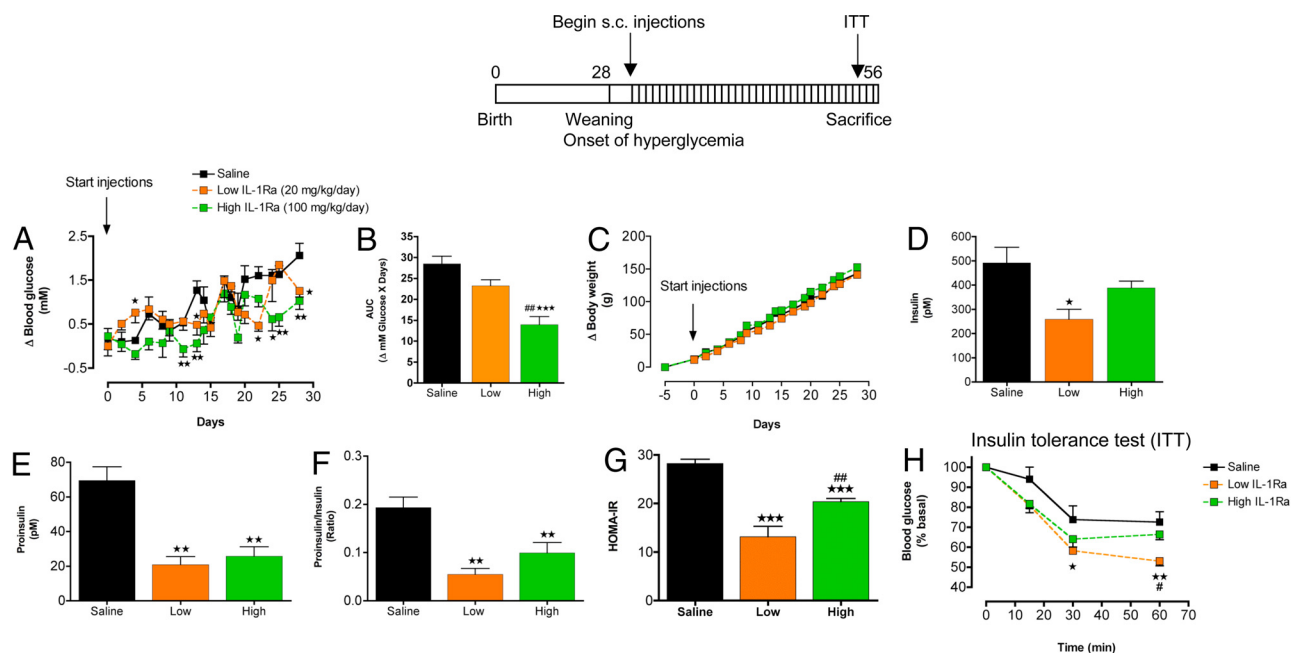 Begin s.c. injections
ITT
0
28
56
Birth
Weaning
Sacrifice
Onset of hyperglycemia
Saline
Low IL-1Ra (20 mg/kg/day)
High IL-1Ra (100 mg/kg/day)
Start injections
A
Δ Blood glucose
(mM)
2.5
1.5
0.5
-0.5
★
★
★★
★
★★
★
★
★★
★★
★
0 5 10 15 20 25 30
Days
B
AUC
(Δ mM Glucose X Days)
35
30
25
20
15
10
5
0
## ★★★
Saline Low High
C
Δ Body weight
(g)
200
150
100
50
0
Start injections
-5 0 5 10 15 20 25 30
Days
D
Insulin
(pM)
600
500
400
300
200
100
0
★
Saline Low High
E
Proinsulin
(pM)
80
60
40
20
0
★★ ★★
Saline Low High
F
Proinsulin/Insulin
(Ratio)
0.3
0.2
0.1
0.0
★★ ★★
Saline Low High
G
HOMA-IR
30
20
10
0
★★★
##
★★★
Saline Low High
Insulin tolerance test (ITT)
H
Blood glucose
(% basal)
100
90
80
70
60
50
40
Saline
Low IL-1Ra
High IL-1Ra
★
★★
#
0 10 20 30 40 50 60 70
Time (min)